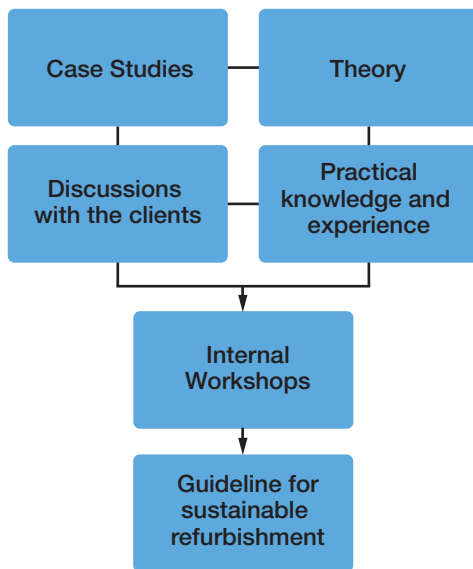 Case Studies
Theory
Discussions
with the clients
Practical
knowledge and
experience
Internal
Workshops
Guideline for
sustainable
refurbishment